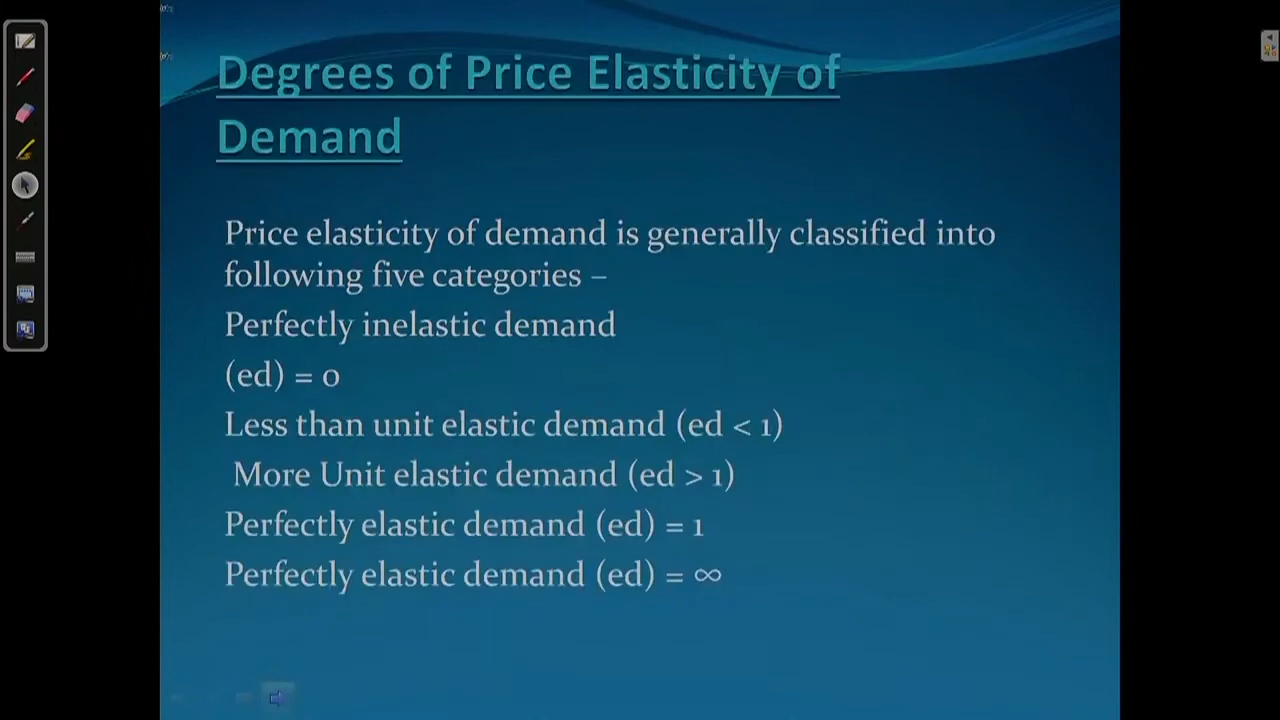 Degrees of Price Elasticity of
Demand
Price elasticity of demand is generally classified into
following five categories –
Perfectly inelastic demand
(ed) = 0
Less than unit elastic demand (ed < 1)
More Unit elastic demand (ed > 1)
Perfectly elastic demand (ed) = 1
Perfectly elastic demand (ed) = ∞